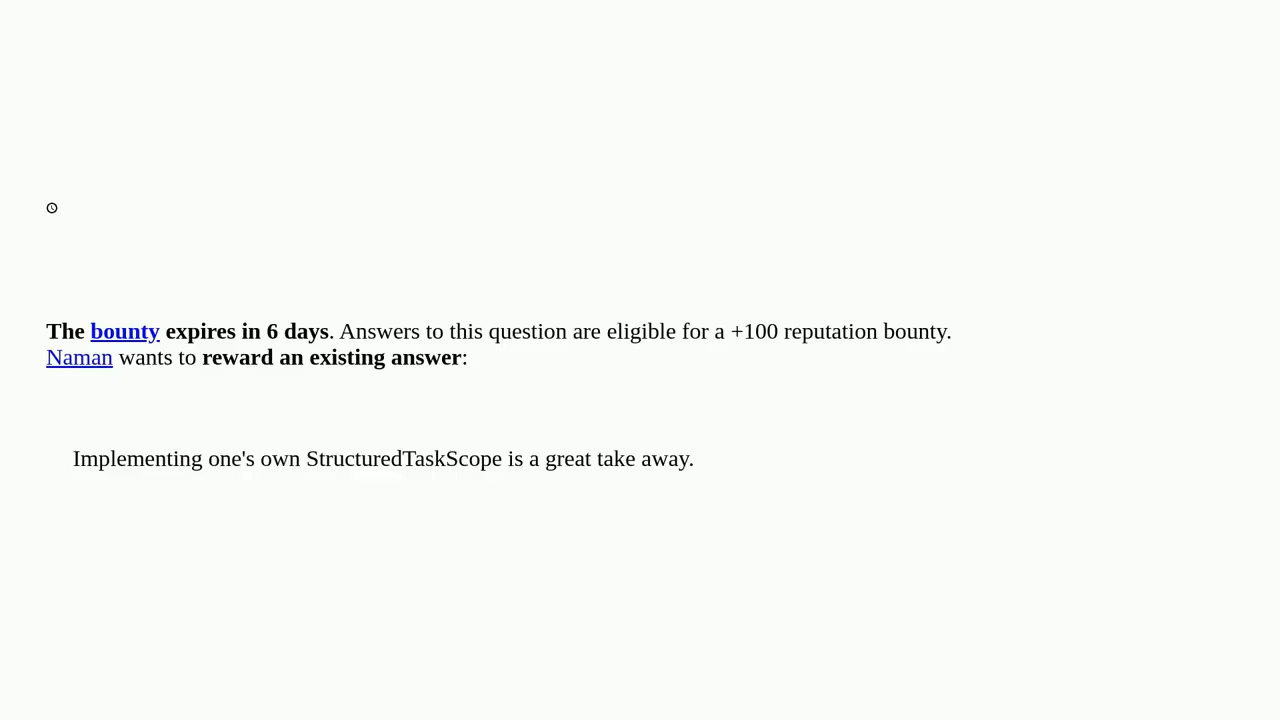 The bounty expires in 6 days. Answers to this question are eligible for a +100 reputation bounty.
Naman wants to reward an existing answer:
Implementing one's own StructuredTaskScope is a great take away.